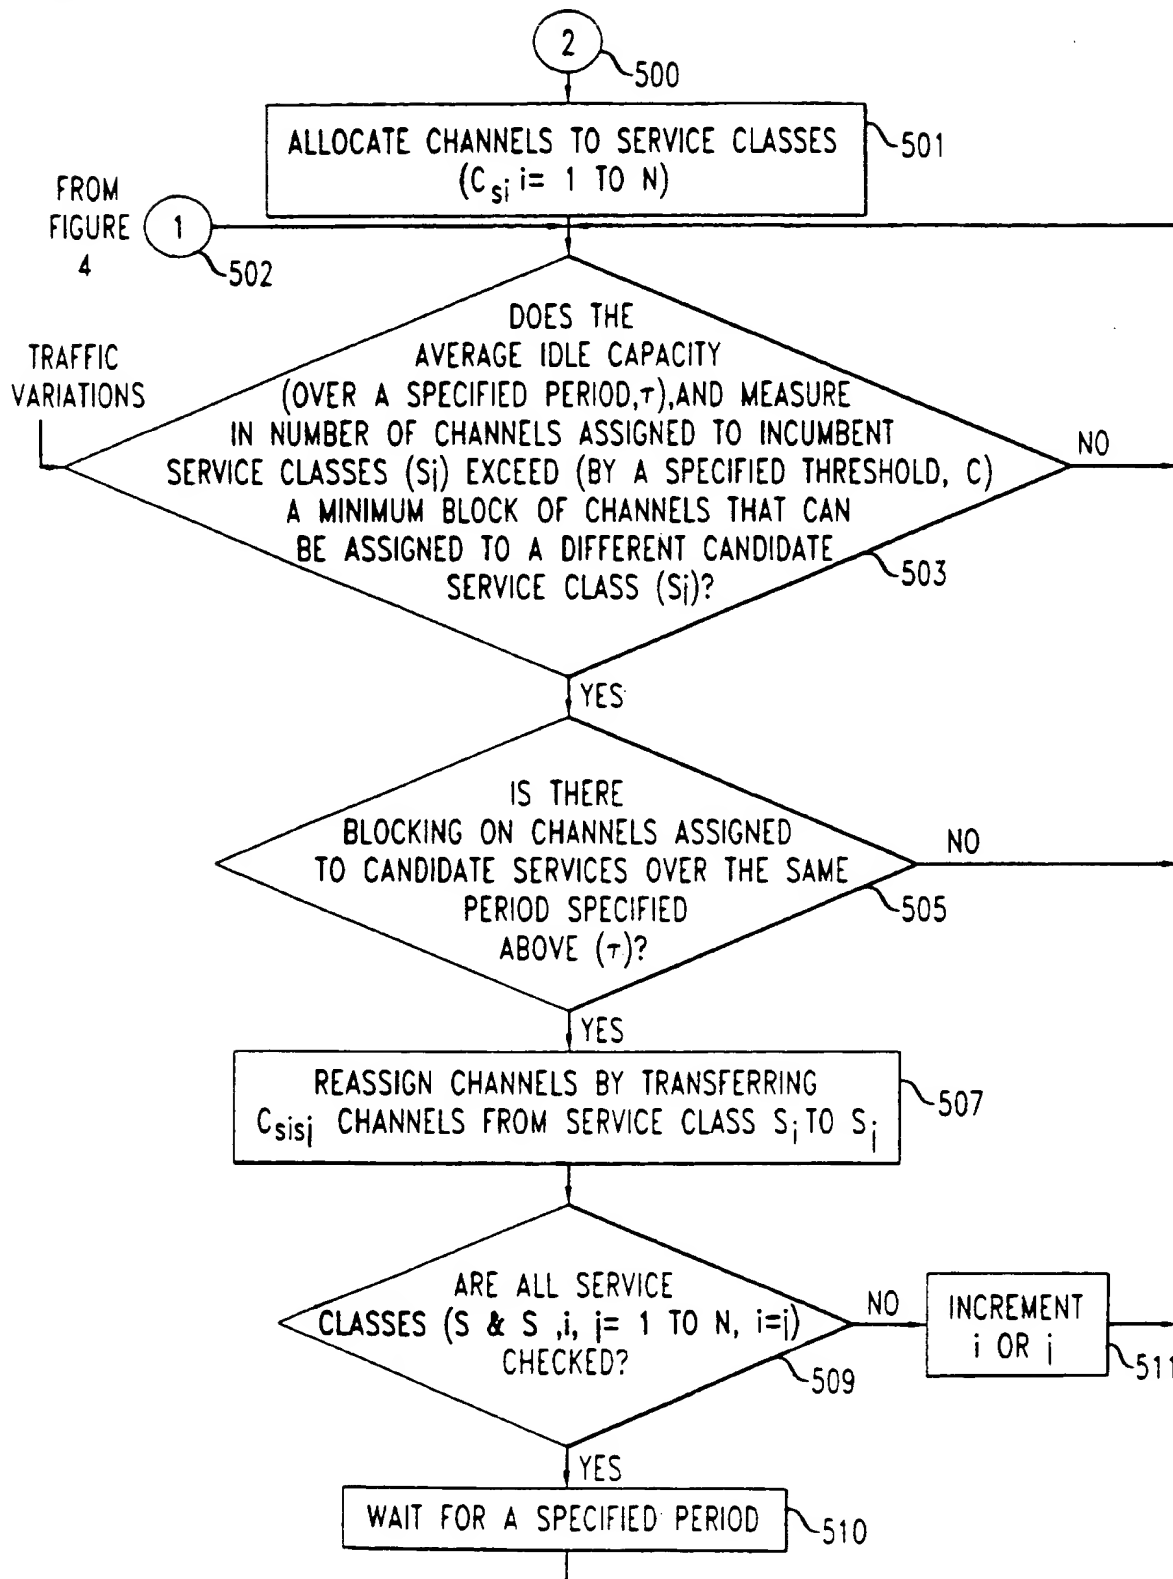 2
500
ALLOCATE CHANNELS TO SERVICE CLASSES
(Csi i= 1 TO N)
501
FROM
FIGURE
4
1
502
TRAFFIC
VARIATIONS
DOES THE
AVERAGE IDLE CAPACITY
(OVER A SPECIFIED PERIOD,τ),AND MEASURE
IN NUMBER OF CHANNELS ASSIGNED TO INCUMBENT
SERVICE CLASSES (Si) EXCEED (BY A SPECIFIED THRESHOLD, C)
A MINIMUM BLOCK OF CHANNELS THAT CAN
BE ASSIGNED TO A DIFFERENT CANDIDATE
SERVICE CLASS (Sj)?
NO
503
YES
IS THERE
BLOCKING ON CHANNELS ASSIGNED
TO CANDIDATE SERVICES OVER THE SAME
PERIOD SPECIFIED
ABOVE (τ)?
NO
505
YES
REASSIGN CHANNELS BY TRANSFERRING
Csisj CHANNELS FROM SERVICE CLASS Si TO Sj
507
ARE ALL SERVICE
CLASSES (S & S ,i, j= 1 TO N, i=j)
CHECKED?
NO
509
INCREMENT
i OR j
511
YES
WAIT FOR A SPECIFIED PERIOD
510